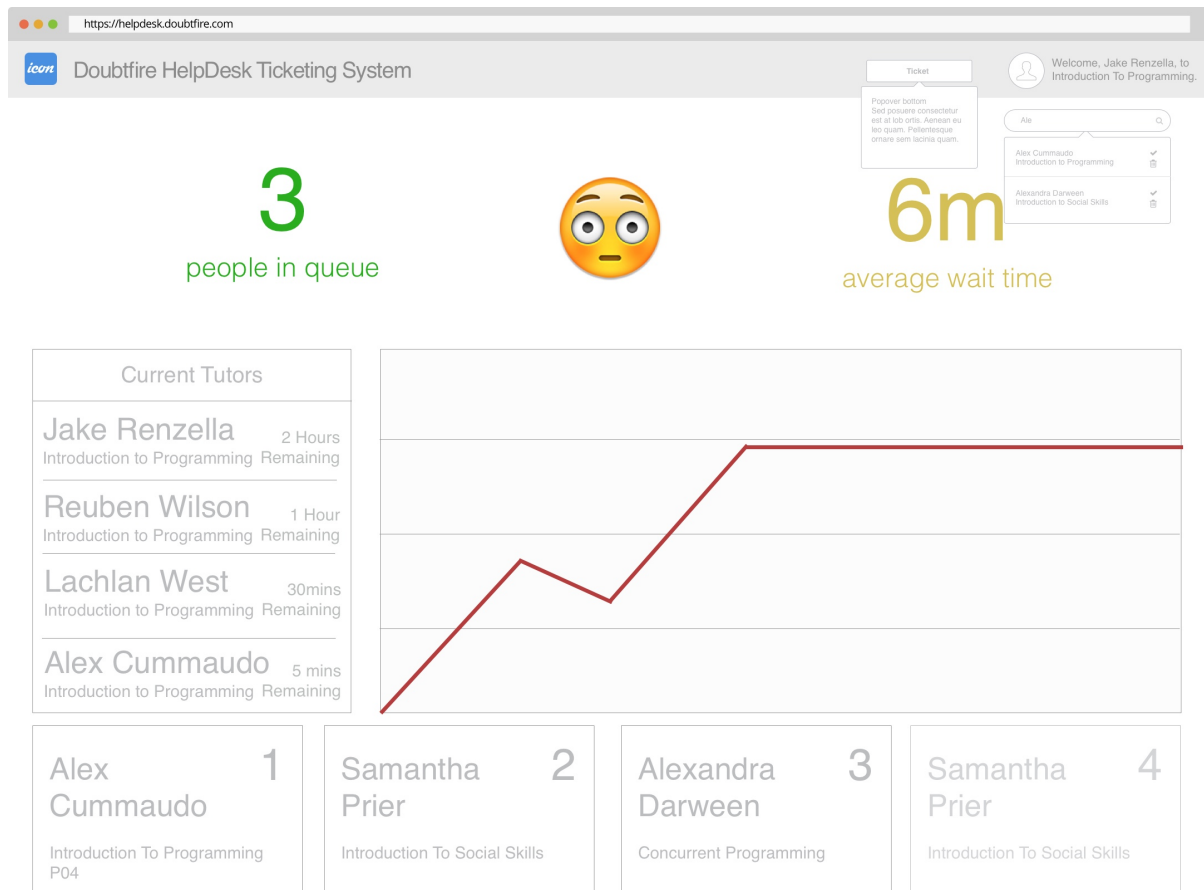 https://helpdesk.doubtfire.com
icon
Doubtfire HelpDesk Ticketing System
Ticket
Welcome, Jake Renzella, to
Introduction To Programming.
Popover bottom
Sed posuere consectetur
est at lob ortis. Aenean eu
leo quam. Pellentesque
ornare sem lacinia quam.
Ale
Alex Cummaudo
Introduction to Programming
Alexandra Darween
Introduction to Social Skills
3
people in queue
6m
average wait time
Current Tutors
Jake Renzella
2 Hours
Introduction to Programming Remaining
Reuben Wilson
1 Hour
Introduction to Programming Remaining
Lachlan West
30mins
Introduction to Programming Remaining
Alex Cummaudo
5 mins
Introduction to Programming Remaining
Alex
Cummaudo
1
Introduction To Programming
P04
Samantha
Prier
2
Introduction To Social Skills
Alexandra
Darween
3
Concurrent Programming
Samantha
Prier
4
Introduction To Social Skills